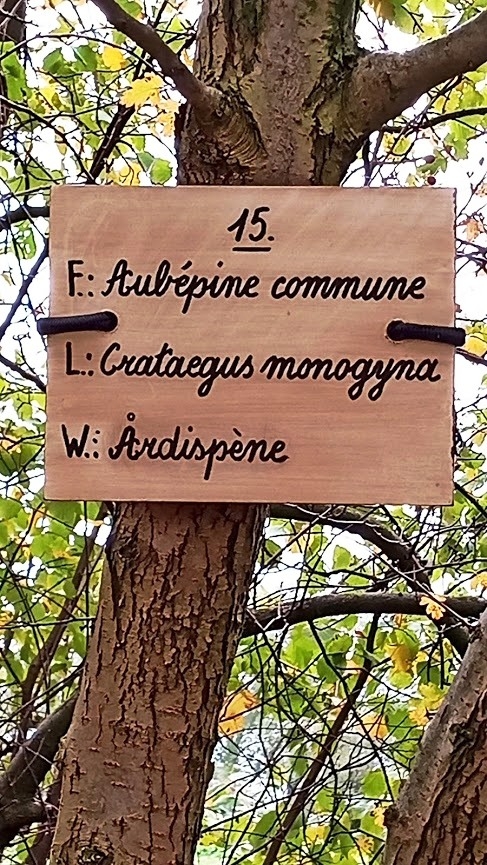 15.
F.: Aubépine commune
L.: Crataegus monogyna
W.: Årdispène